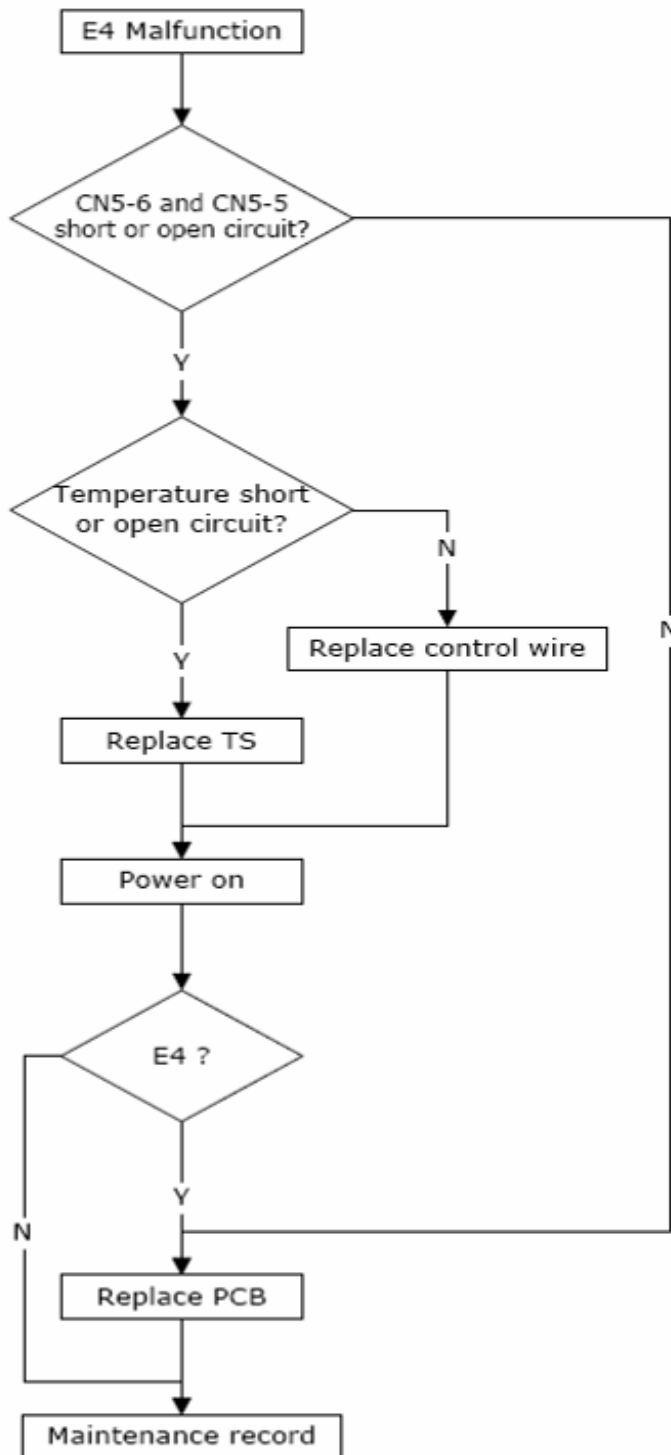 E4 Malfunction
CN5-6 and CN5-5
short or open circuit?
Y
Temperature short
or open circuit?
N
N
Replace control wire
Y
Replace TS
Power on
E4 ?
Y
N
Replace PCB
Maintenance record